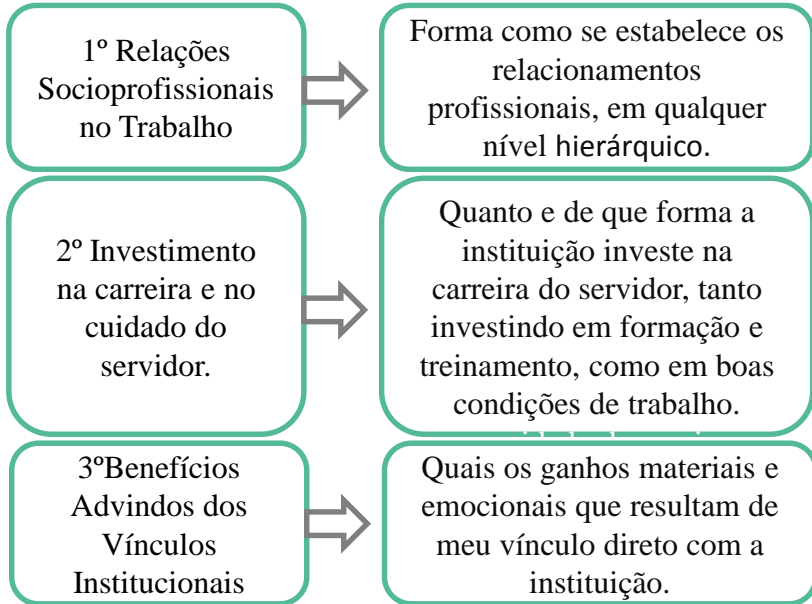 1º Relações
Socioprofissionais
no Trabalho
Forma como se estabelece os
relacionamentos
profissionais, em qualquer
nível hierárquico.
2º Investimento
na carreira e no
cuidado do
servidor.
Quanto e de que forma a
instituição investe na
carreira do servidor, tanto
investindo em formação e
treinamento, como em boas
condições de trabalho.
3ºBenefícios
Advindos dos
Vínculos
Institucionais
Quais os ganhos materiais e
emocionais que resultam de
meu vínculo direto com a
instituição.